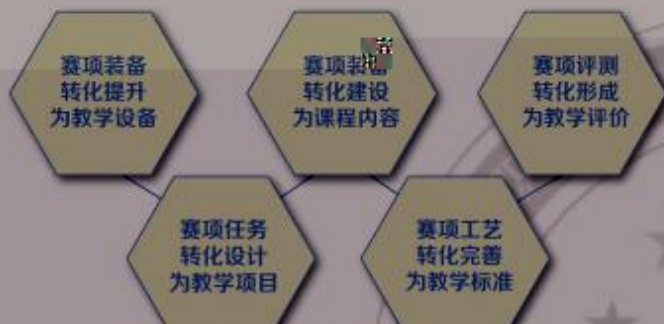 赛项装备
转化提升
为教学设备
赛项装备
转化建设
为课程内容
赛项评测
转化形成
为教学评价
赛项任务
转化设计
为教学项目
赛项工艺
转化完善
为教学标准